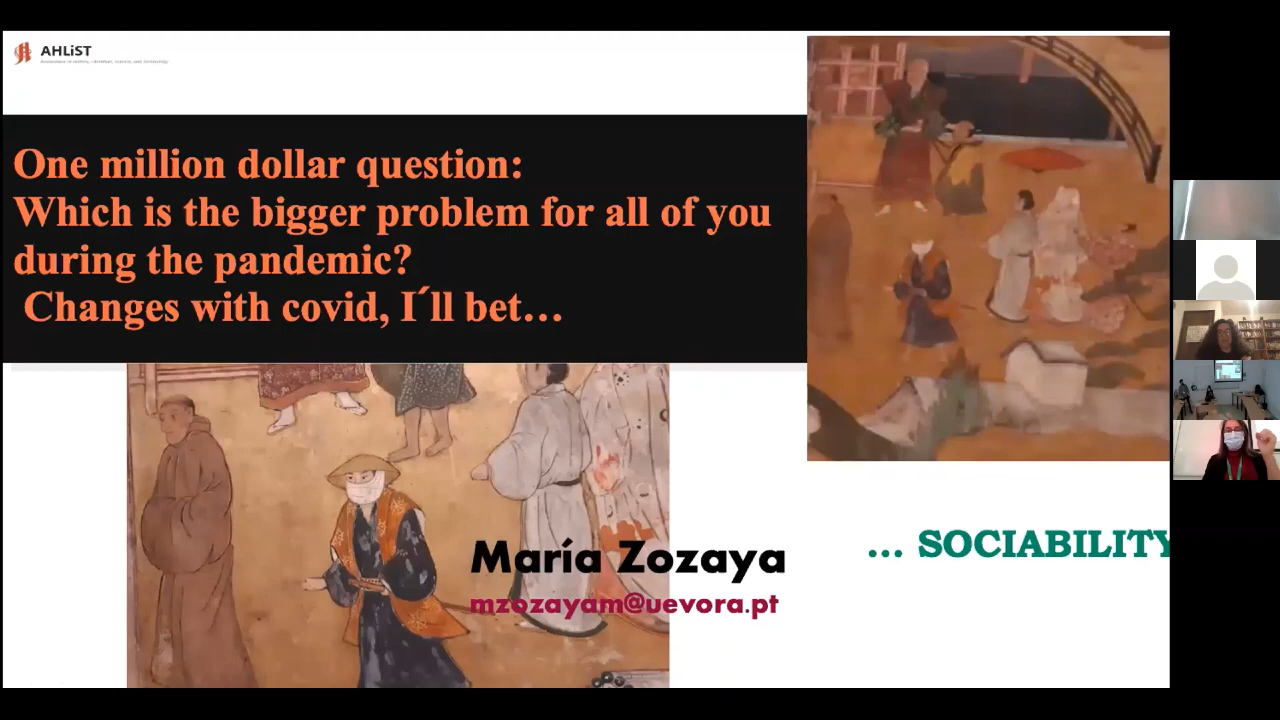 AHLiST
One million dollar question:
Which is the bigger problem for all of you
during the pandemic?
Changes with covid, I´ll bet…
María Zozaya
mzozayam@uevora.pt
… SOCIABILITY